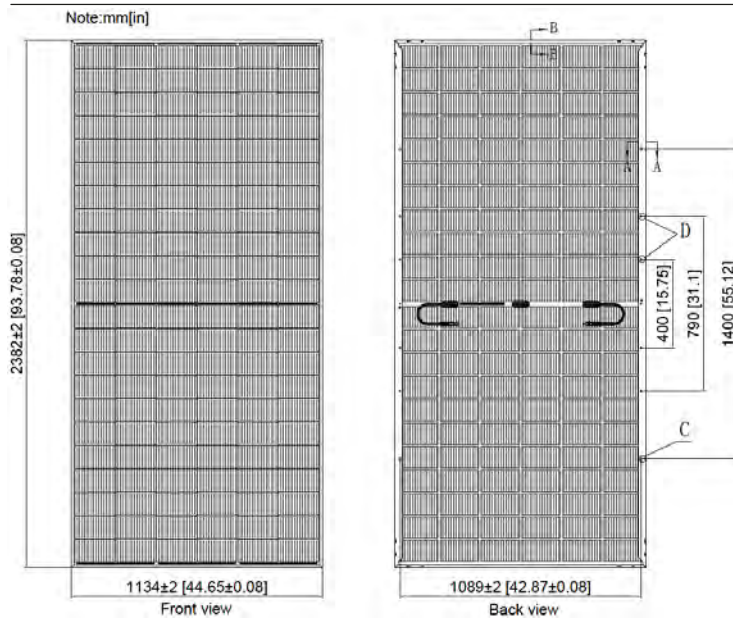 Note:mm[in]
B
B
A
A
D
2382±2 [93.78±0.08]
400 [15.75]
790 [31.1]
1400 [55.12]
C
1134±2 [44.65±0.08]
1089±2 [42.87±0.08]
Front view
Back view